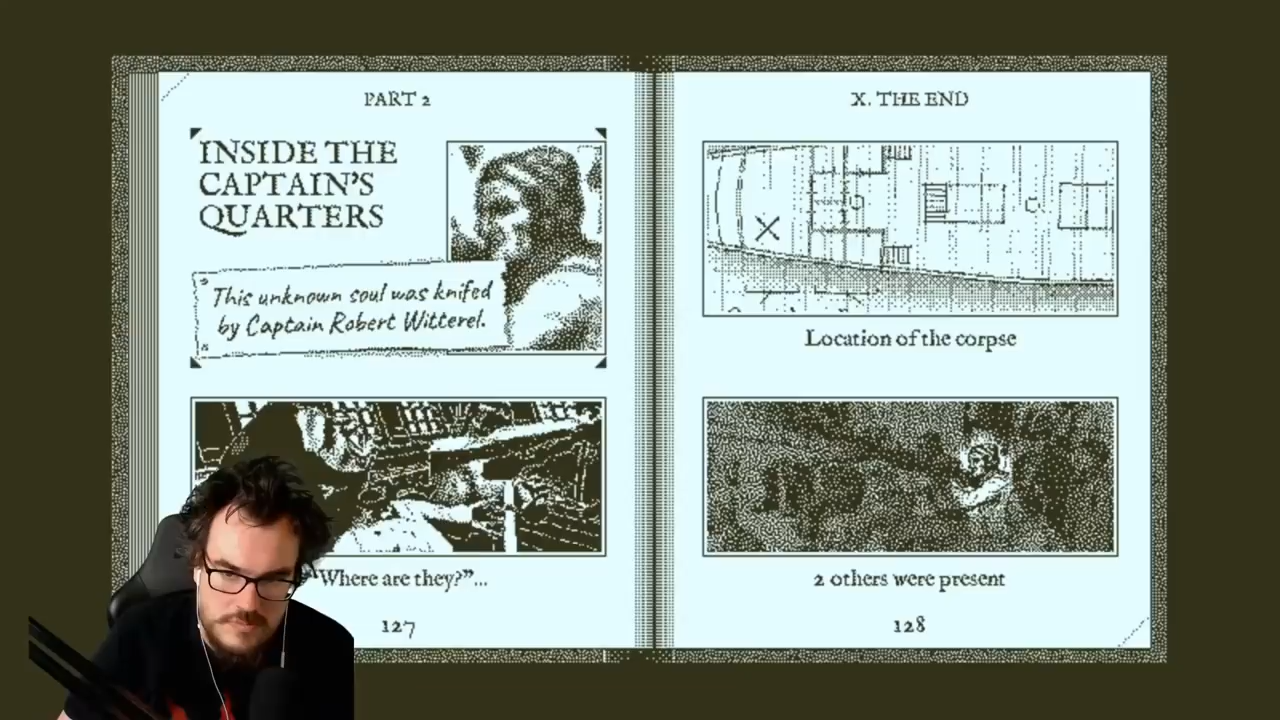 PART 2
INSIDE THE
CAPTAIN'S
QUARTERS
This unknown soul was knifed
by Captain Robert Witterel.
"Where are they?"...
127
X. THE END
Location of the corpse
2 others were present
128